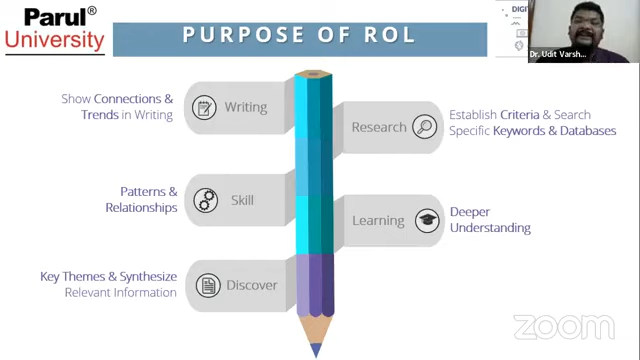 Parul®
University
PURPOSE OF ROL
DIGIT
Dr. Udit Varsh...
Show Connections &
Trends in Writing
Writing
Research
Establish Criteria & Search
Specific Keywords & Databases
Patterns &
Relationships
Skill
Learning
Deeper
Understanding
Key Themes & Synthesize
Relevant Information
Discover
zoom